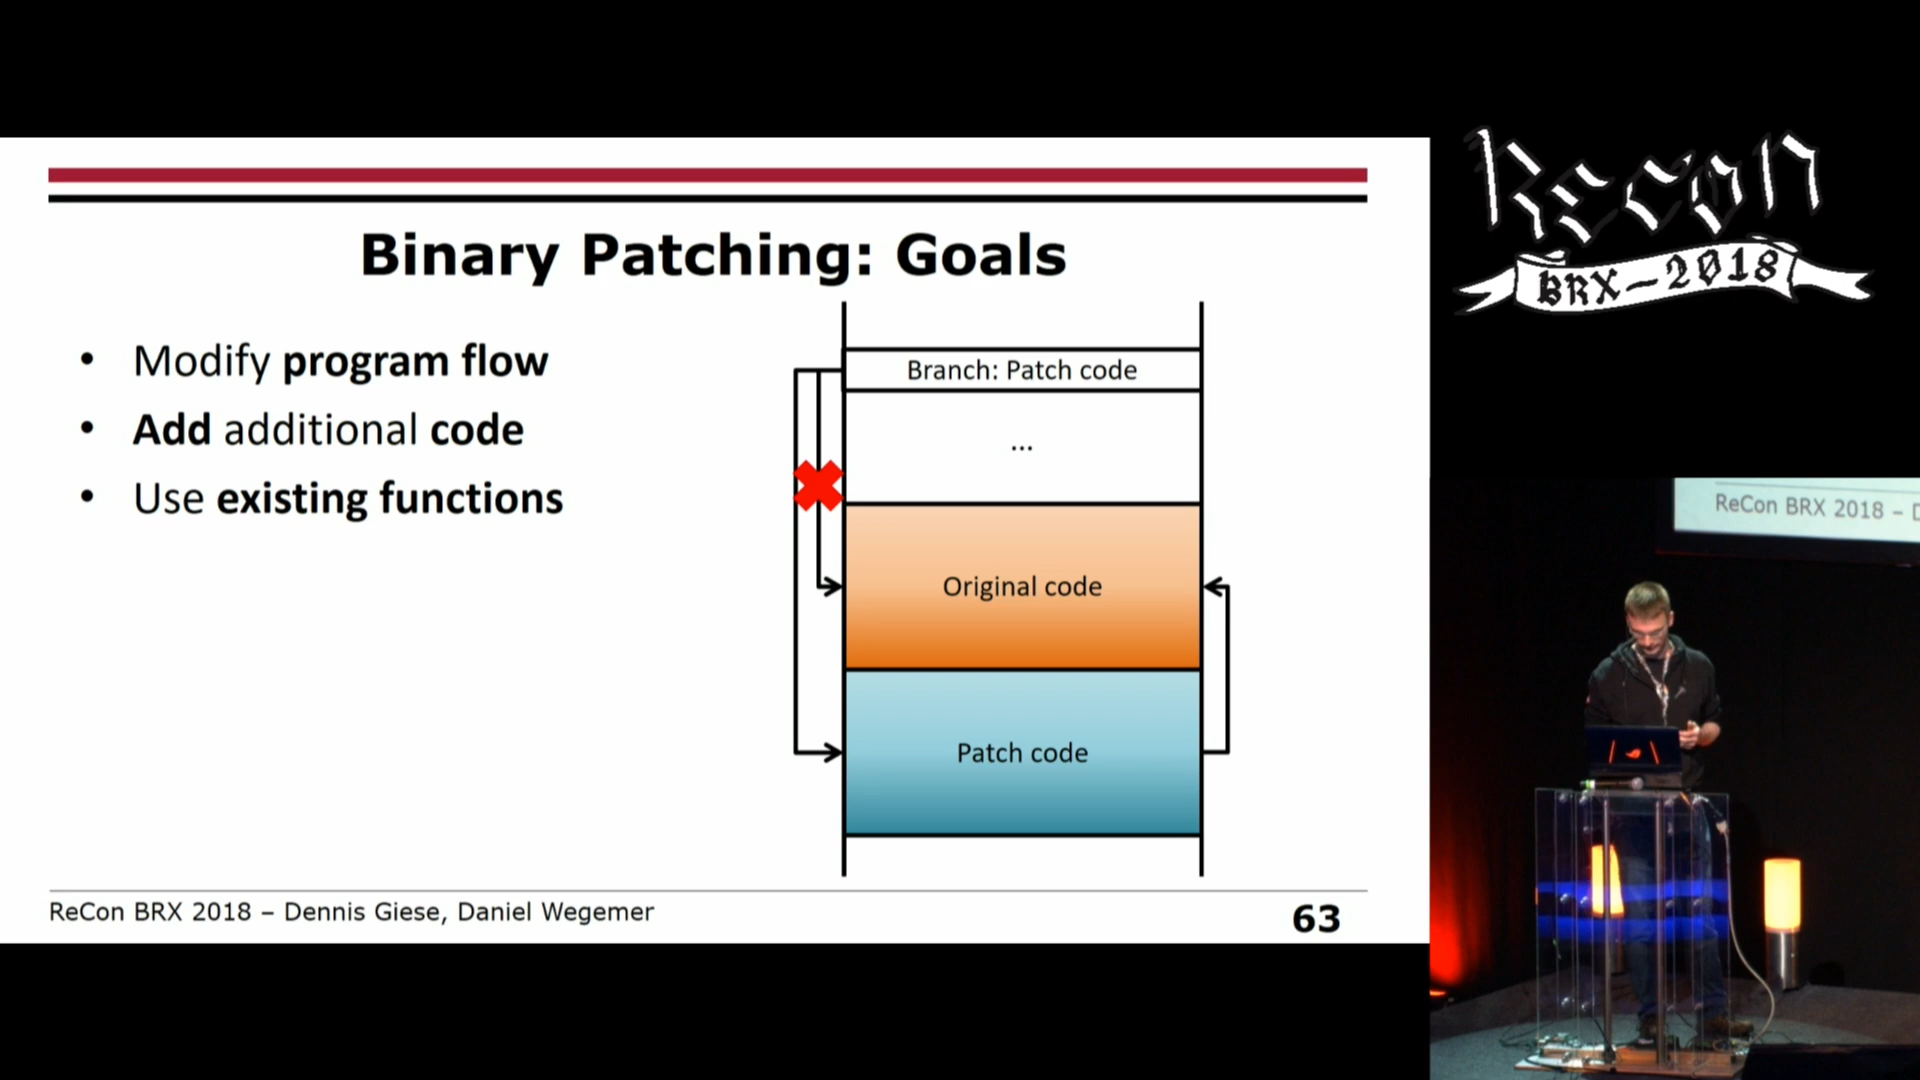 Binary Patching: Goals
• Modify program flow
• Add additional code
• Use existing functions
Branch: Patch code
...
Original code
Patch code
ReCon BRX 2018 – Dennis Giese, Daniel Wegemer
63
Recon
BRX-2018
ReCon BRX 2018 – D